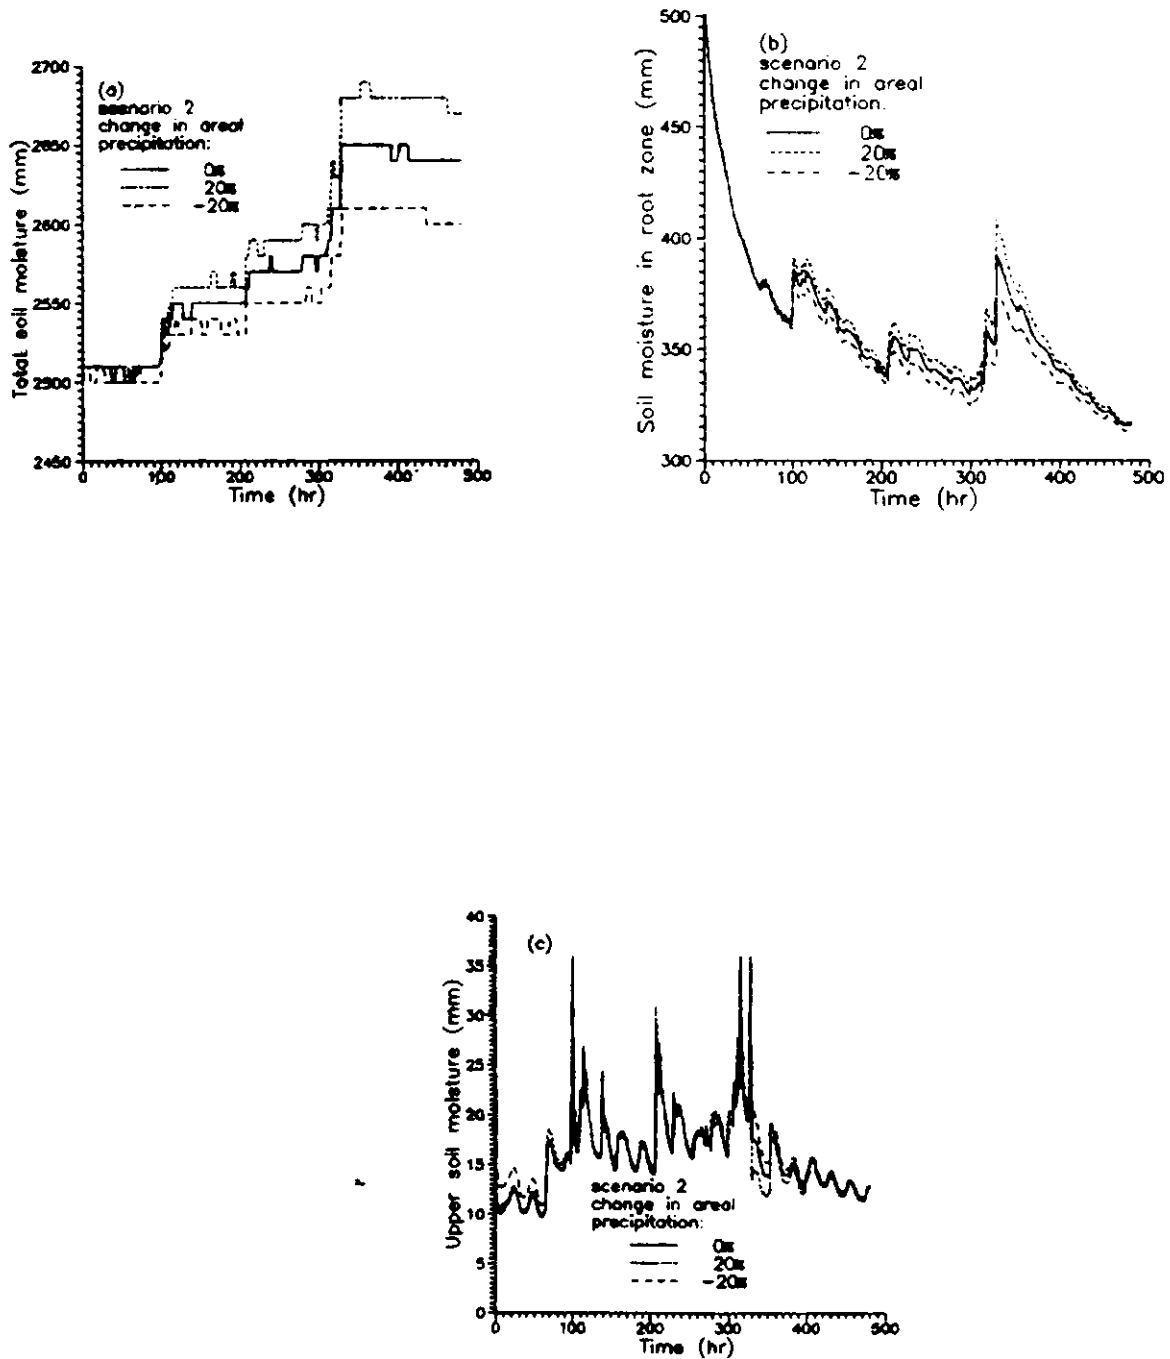 (a)
scenario 2
change in areal
precipitation:
0%
20%
-20%
2700
2650
2600
2550
2500
2450
Total soil moisture (mm)
0 100 200 300 400 500
Time (hr)
(b)
scenario 2
change in areal
precipitation:
0%
20%
-20%
500
450
400
350
300
Soil moisture in root zone (mm)
0 100 200 300 400 500
Time (hr)
(c)
40
35
30
25
20
15
10
5
0
Upper soil moisture (mm)
scenario 2
change in areal
precipitation:
0%
20%
-20%
0 100 200 300 400 500
Time (hr)